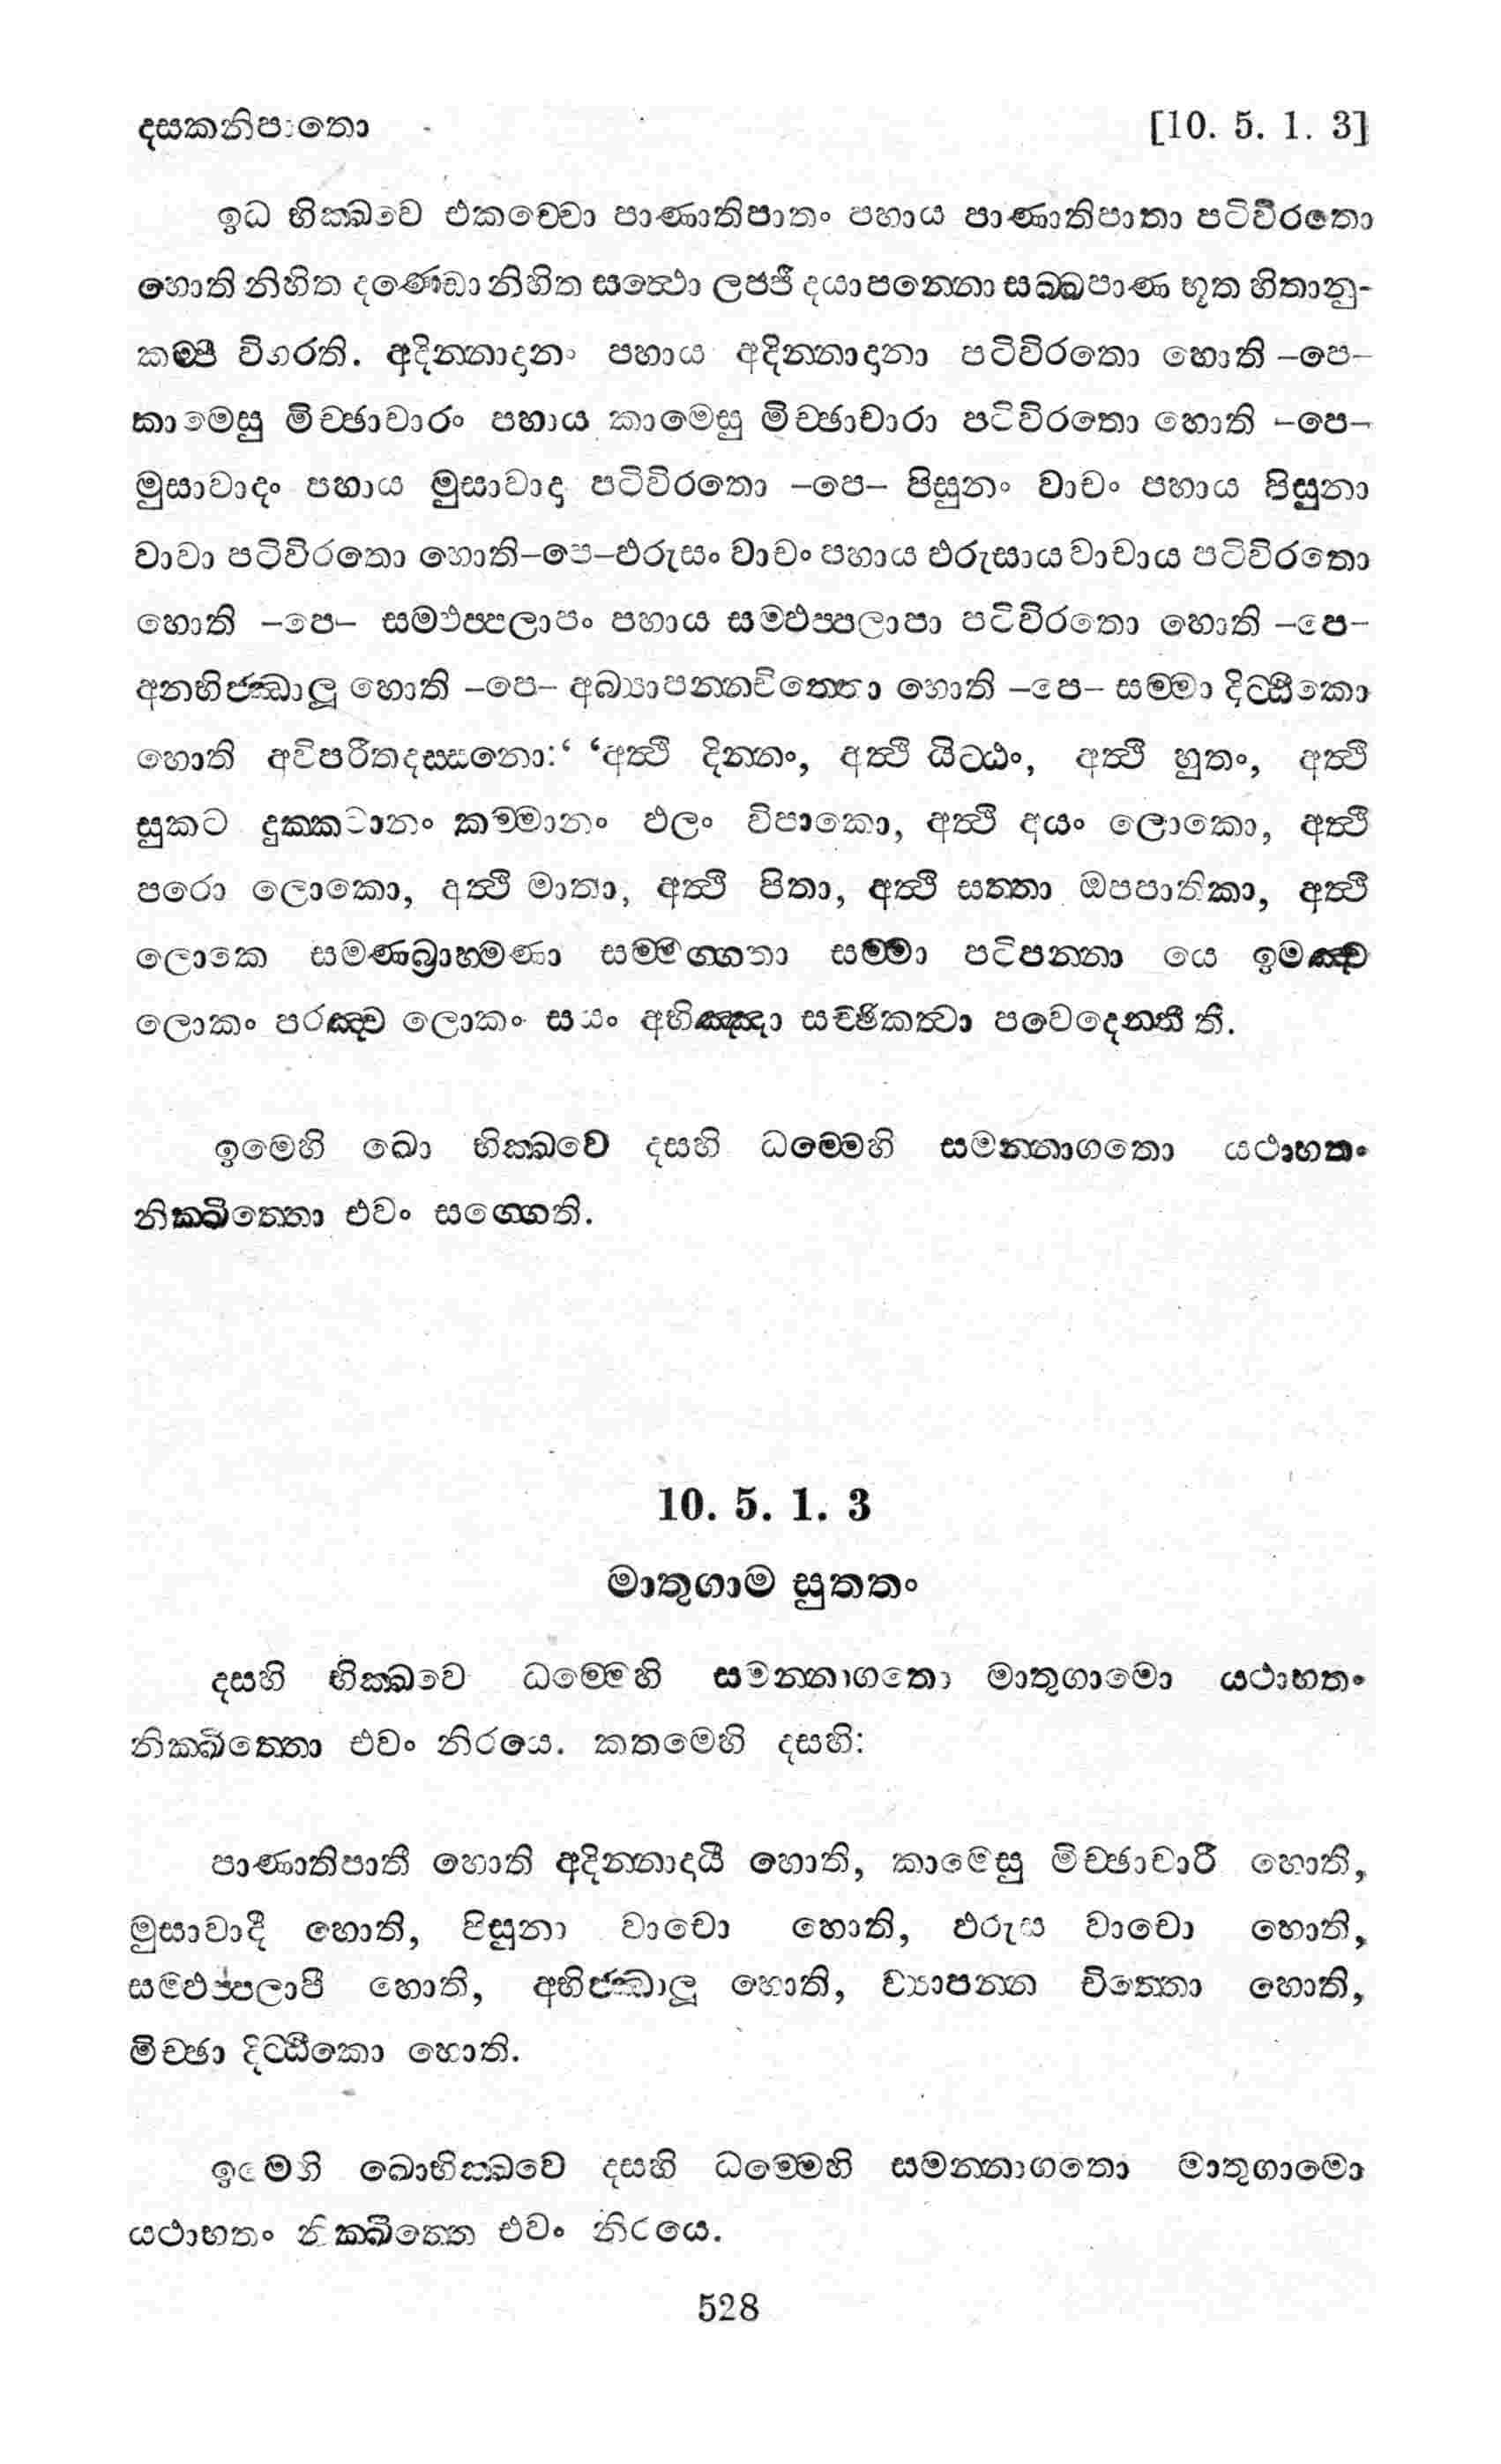 දසකනිපාතො [10. 5. 1. 3]
ඉධ භික්ඛවෙ එකච්චො පාණාතිපාතං පහාය පාණාතිපාතා පටිවිරතො
හොති නිහිත දණ්ඩො නිහිත සත්ථො ලජ්ජී දයාපන්නො සබ්බපාණ භූත හිතානු-
කම්පී විහරති. අදින්නාදානං පහාය අදින්නාදානා පටිවිරතො හොති –පෙ–
කාමෙසු මිච්ඡාචාරං පහාය කාමෙසු මිච්ඡාචාරා පටිවිරතො හොති –පෙ–
මුසාවාදං පහාය මුසාවාදා පටිවිරතො –පෙ– පිසුනං වාචං පහාය පිසුනා
වාචා පටිවිරතො හොති–පෙ–ඵරුසං වාචං පහාය ඵරුසාය වාචාය පටිවිරතො
හොති –පෙ– සම්ඵප්පලාපං පහාය සම්ඵප්පලාපා පටිවිරතො හොති –පෙ–
අනභිජ්ඣාලූ හොති –පෙ– අබ්‍යාපන්නචිත්තො හොති –පෙ– සම්මා දිට්ඨිකො
හොති අවිපරීතදස්සනො:‘ ‘අත්ථි දින්නං, අත්ථි යිට්ඨං, අත්ථි හුතං, අත්ථි
සුකට දුක්කටානං කම්මානං ඵලං විපාකො, අත්ථි අයං ලොකො, අත්ථි
පරො ලොකො, අත්ථි මාතා, අත්ථි පිතා, අත්ථි සත්තා ඔපපාතිකා, අත්ථි
ලොකෙ සමණබ්‍රාහ්මණා සම්මග්ගතා සම්මා පටිපන්නා යෙ ඉමඤ්ච
ලොකං පරඤ්ච ලොකං සයං අභිඤ්ඤා සච්ඡිකත්වා පවෙදෙන්තී ති.
ඉමෙහි ඛො භික්ඛවෙ දසහි ධම්මෙහි සමන්නාගතො යථාභතං
නික්ඛිත්තො එවං සග්ගෙති.
10. 5. 1. 3
මාතුගාම සුතතං
දසහි භික්ඛවෙ ධම්මෙහි සමන්නාගතො මාතුගාමො යථාභතං
නික්ඛිත්තො එවං නිරයෙ. කතමෙහි දසහි:
පාණාතිපාතී හොති අදින්නාදායී හොති, කාමෙසු මිච්ඡාචාරී හොති,
මුසාවාදී හොති, පිසුනා වාචො හොති, ඵරුස වාචො හොති,
සම්ඵප්පලාපී හොති, අභිජ්ඣාලූ හොති, ව්‍යාපන්න චිත්තො හොති,
මිච්ඡා දිට්ඨිකො හොති.
ඉමෙහි ඛොභික්ඛවෙ දසහි ධම්මෙහි සමන්නාගතො මාතුගාමො
යථාභතං නික්ඛිත්තෙ එවං නිරයෙ.
528